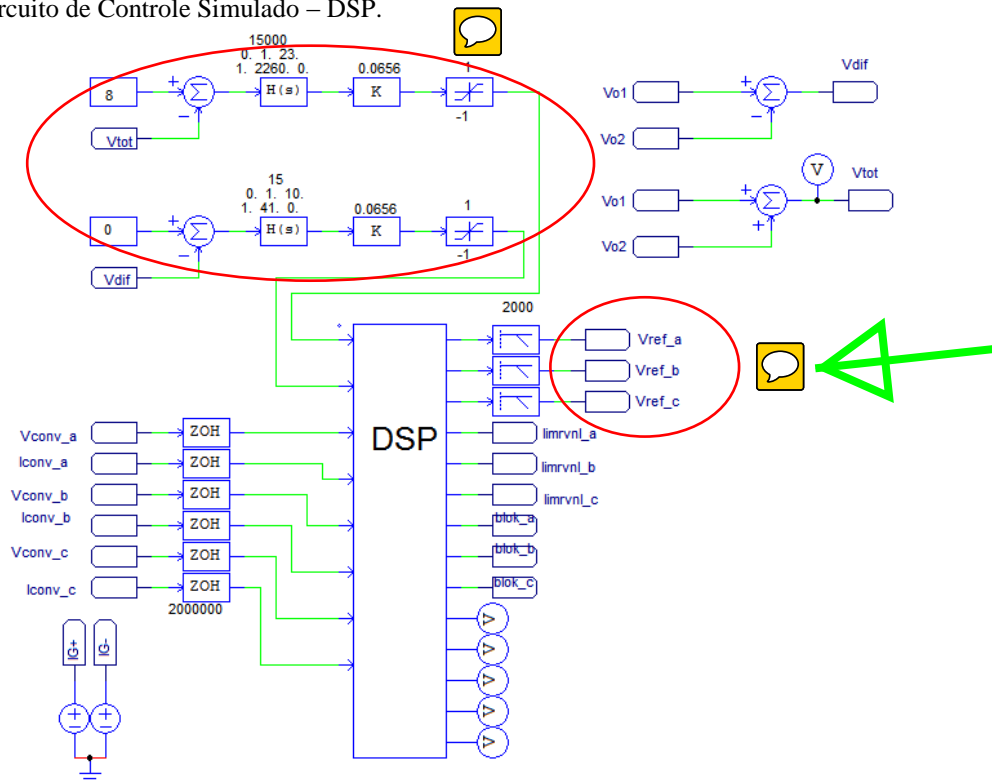 rcuito de Controle Simulado – DSP.
15000
0. 1. 23.
1. 2260. 0.
0.0656
1
8
+
Σ
−
H(s)
K
-1
Vtot
15
0. 1. 10.
1. 41. 0.
0.0656
1
0
+
Σ
−
H(s)
K
-1
Vdif
Vo1
+
Σ
−
Vdif
Vo2
V
Vtot
Vo1
+
Σ
+
Vo2
2000
Vref_a
Vref_b
Vref_c
DSP
limrvnl_a
limrvnl_b
limrvnl_c
blok_a
blok_b
blok_c
Vconv_a
ZOH
Iconv_a
ZOH
Vconv_b
ZOH
Iconv_b
ZOH
Vconv_c
ZOH
Iconv_c
ZOH
2000000
IG+
IG-
+
−
+
−
V
V
V
V
V